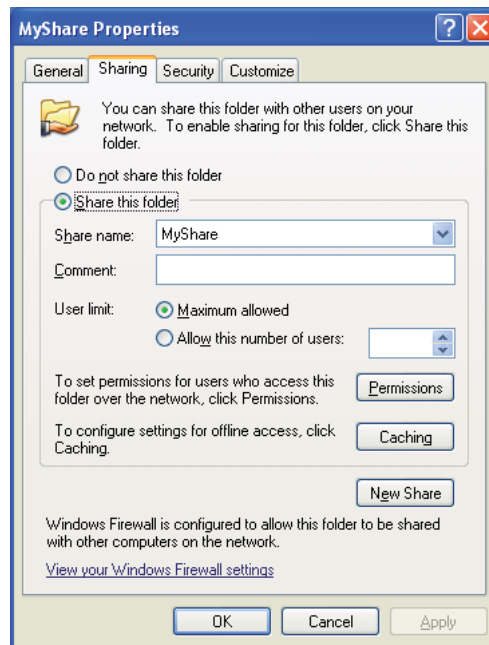 MyShare Properties
General Sharing Security Customize
You can share this folder with other users on your
network. To enable sharing for this folder, click Share this
folder.
Do not share this folder
Share this folder
Share name: MyShare
Comment:
User limit: Maximum allowed
Allow this number of users:
To set permissions for users who access this
folder over the network, click Permissions.
Permissions
To configure settings for offline access, click
Caching.
Caching
New Share
Windows Firewall is configured to allow this folder to be shared
with other computers on the network.
View your Windows Firewall settings
OK Cancel Apply